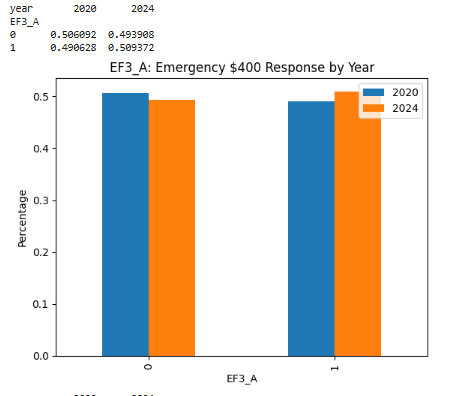 year 2020 2024
EF3_A
0 0.506092 0.493908
1 0.490628 0.509372
EF3_A: Emergency $400 Response by Year
2020
2024
Percentage
0.5
0.4
0.3
0.2
0.1
0.0
0 1
EF3_A